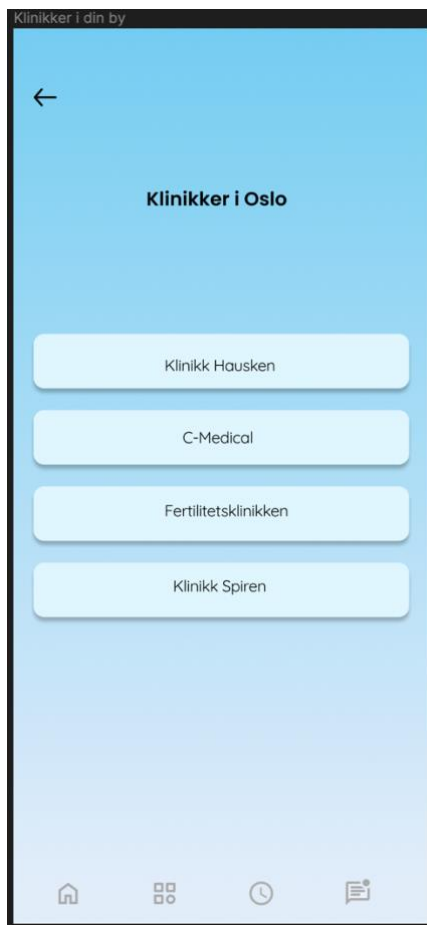 Klinikker i din by
Klinikker i Oslo
Klinikk Hausken
C-Medical
Fertilitetsklinikken
Klinikk Spiren